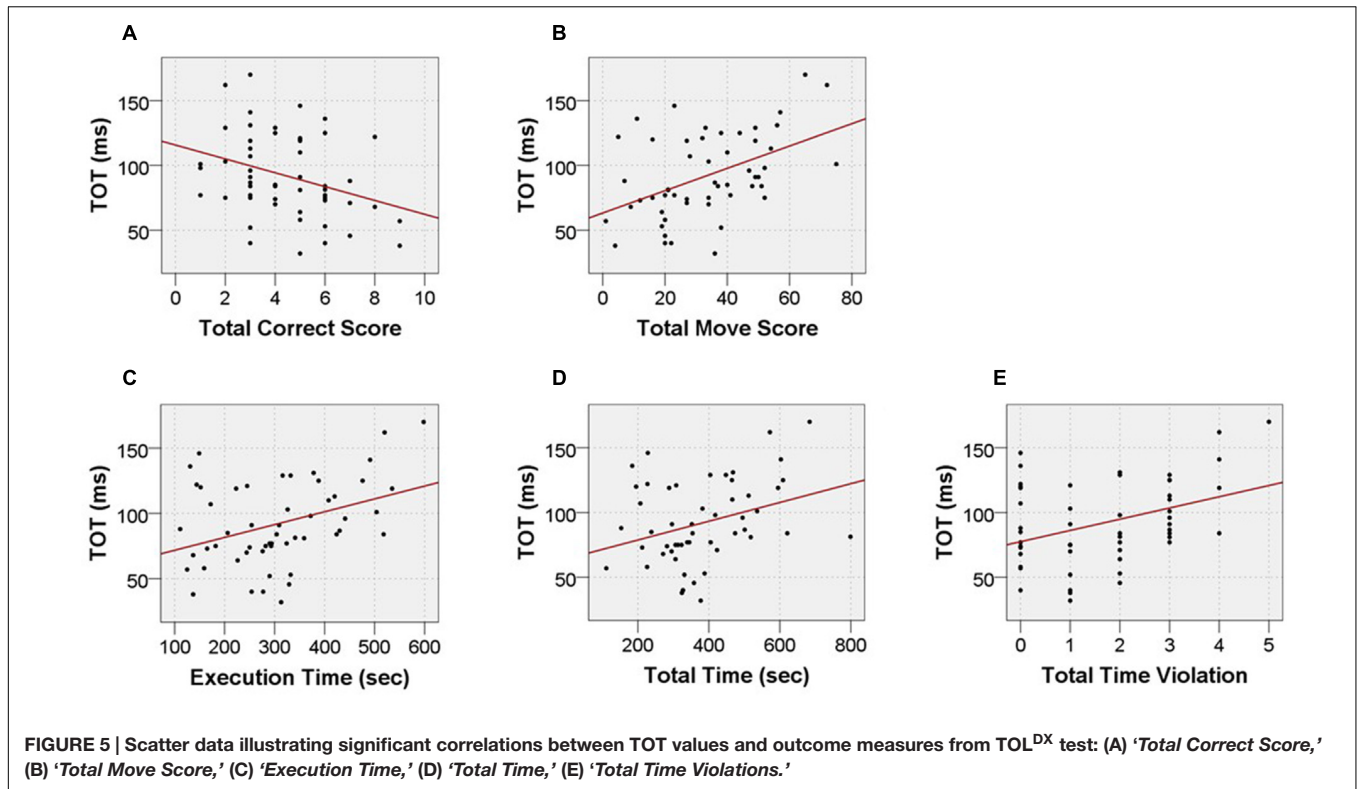 A
TOT (ms)
150
100
50
0 2 4 6 8 10
Total Correct Score
B
TOT (ms)
150
100
50
0 20 40 60 80
Total Move Score
C
TOT (ms)
150
100
50
100 200 300 400 500 600
Execution Time (sec)
D
TOT (ms)
150
100
50
200 400 600 800
Total Time (sec)
E
TOT (ms)
150
100
50
0 1 2 3 4 5
Total Time Violation
FIGURE 5 | Scatter data illustrating significant correlations between TOT values and outcome measures from TOLDX test: (A) ‘Total Correct Score,’
(B) ‘Total Move Score,’ (C) ‘Execution Time,’ (D) ‘Total Time,’ (E) ‘Total Time Violations.’